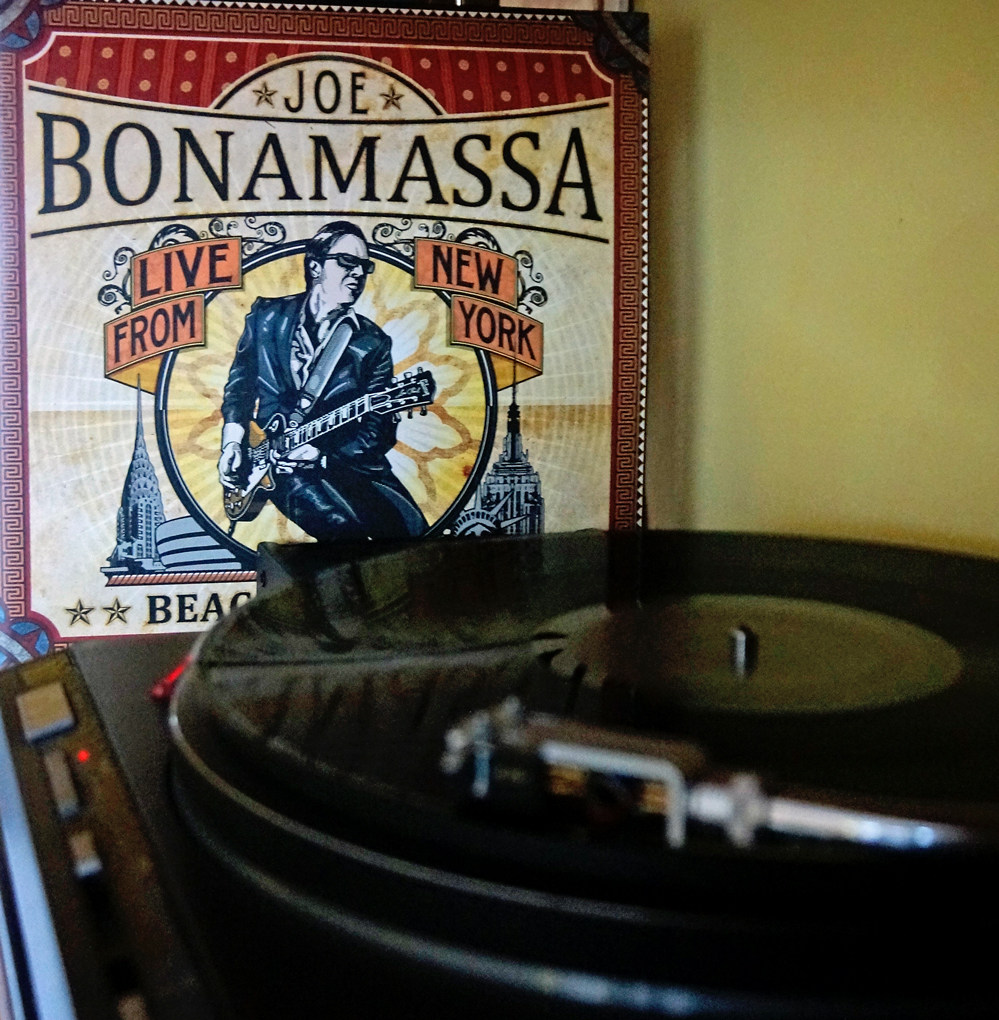 JOE
BONAMASSA
LIVE FROM
NEW YORK
BEAC